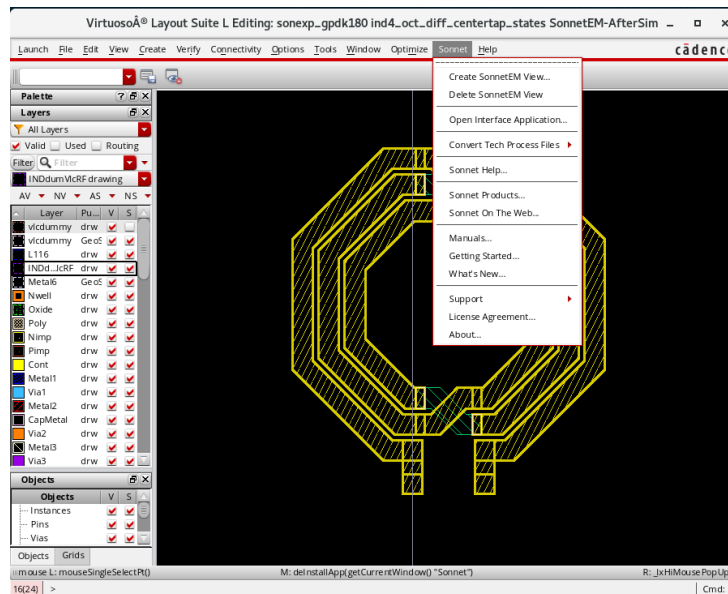 VirtuosoÂ® Layout Suite L Editing: sonexp_gpdk180 ind4_oct_diff_centertap_states SonnetEM-AfterSim
Launch File Edit View Create Verify Connectivity Options Tools Window Optimize Sonnet Help cādence
Palette
Layers
All Layers
Valid Used Routing
Filter Filter
INDdumVlcRF drawing
AV NV AS NS
Layer Pu... V S
vlcdummy drw
vlcdummy GeoS
L116 drw
INDd...lcRF drw
Metal6 GeoS
Nwell drw
Oxide drw
Poly drw
Nimp drw
Pimp drw
Cont drw
Metal1 drw
Via1 drw
Metal2 drw
CapMetal drw
Via2 drw
Metal3 drw
Via3 drw
Objects
Objects V S
Instances
Pins
Vias
Objects Grids
Create SonnetEM View...
Delete SonnetEM View
Open Interface Application...
Convert Tech Process Files
Sonnet Help...
Sonnet Products...
Sonnet On The Web...
Manuals...
Getting Started...
What's New...
Support
License Agreement...
About...
mouse L: mouseSingleSelectPt() M: deInstallApp(getCurrentWindow() "Sonnet") R: _lxHiMousePopUp
16(24) > Cmd: